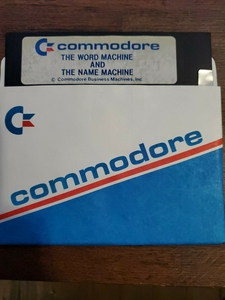 commodore
THE WORD MACHINE
AND
THE NAME MACHINE
© Commodore Business Machines, Inc.
commodore